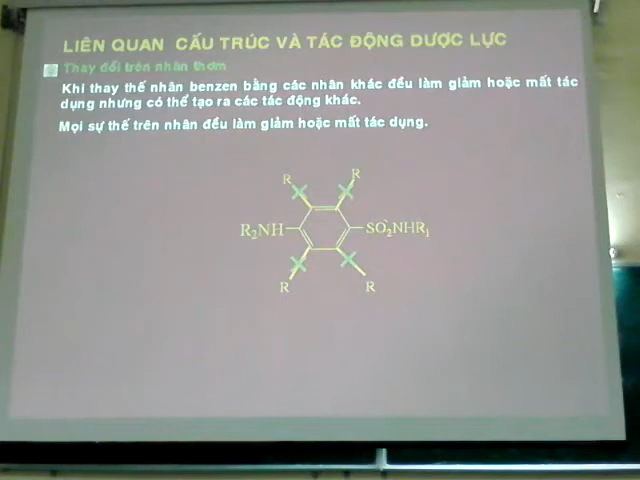 LIÊN QUAN CẤU TRÚC VÀ TÁC ĐỘNG DƯỢC LỰC
Thay đổi trên nhân thơm
Khi thay thế nhân benzen bằng các nhân khác đều làm giảm hoặc mất tác
dụng nhưng có thể tạo ra các tác động khác.
Mọi sự thế trên nhân đều làm giảm hoặc mất tác dụng.
R R
R₂NH SO₂NHR₁
R R